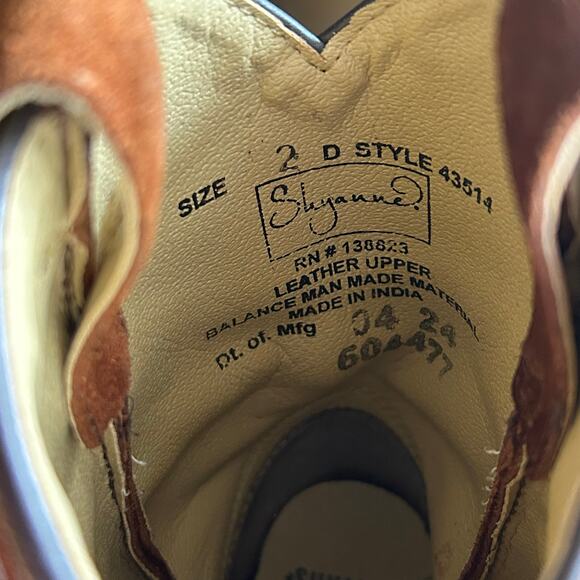 SIZE 2 D STYLE 43514
Shyanne.
RN # 138823
LEATHER UPPER
BALANCE MAN MADE MATERIAL
MADE IN INDIA
Dt. of. Mfg 04 24
604477